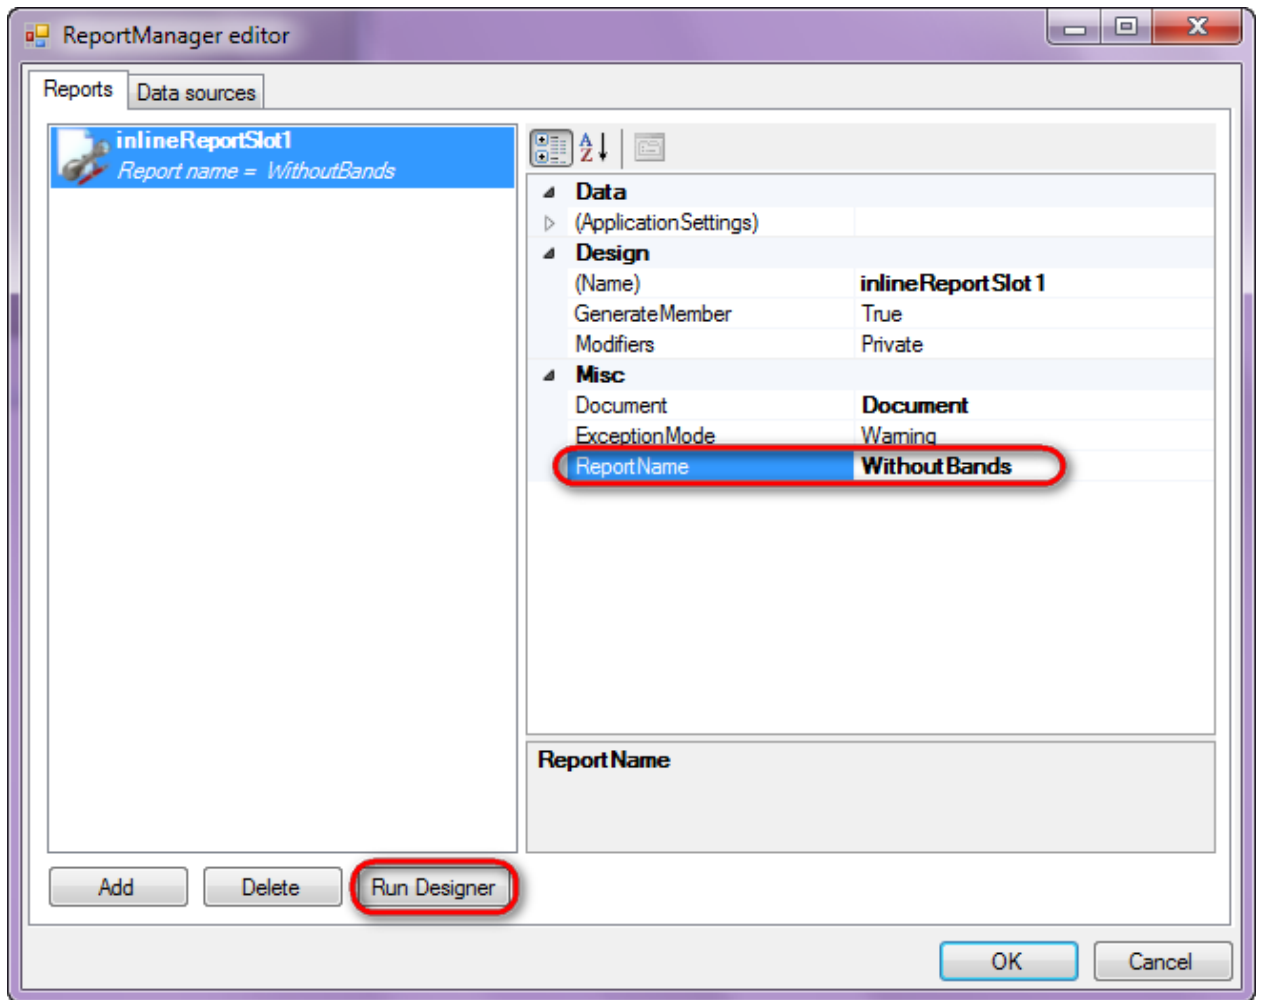 ReportManager editor
Reports
Data sources
inlineReportSlot1
Report name = WithoutBands
Data
(ApplicationSettings)
Design
(Name) inlineReportSlot1
GenerateMember True
Modifiers Private
Misc
Document Document
ExceptionMode Warning
ReportName WithoutBands
ReportName
Add
Delete
Run Designer
OK
Cancel